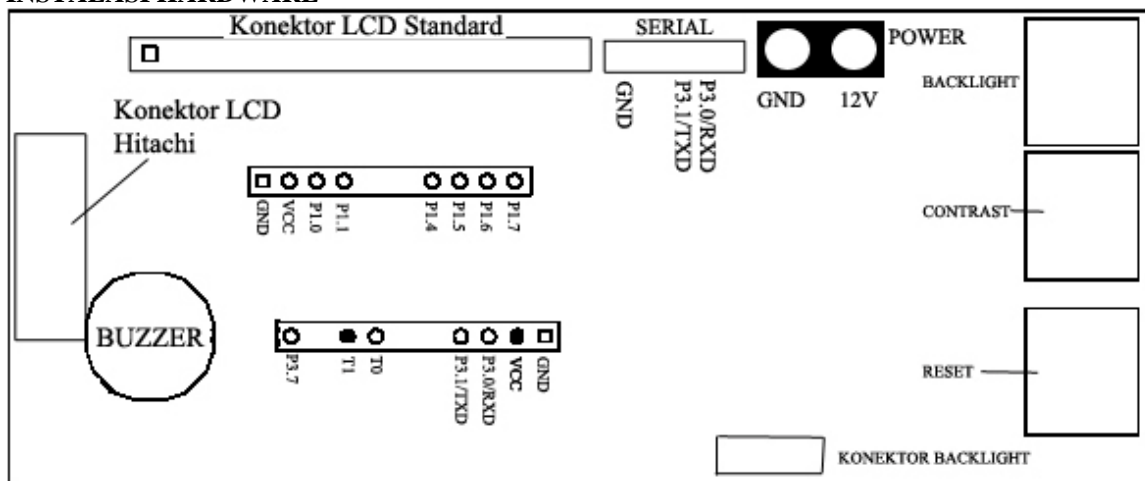 INSTALASI HARDWARE
Konektor LCD Standard
SERIAL
POWER
BACKLIGHT
GND
P3.1/TXD
P3.0/RXD
GND
12V
Konektor LCD
Hitachi
GND
VCC
P1.0
P1.1
P1.4
P1.5
P1.6
P1.7
CONTRAST
BUZZER
P3.7
T1
T0
P3.1/TXD
P3.0/RXD
VCC
GND
RESET
KONEKTOR BACKLIGHT